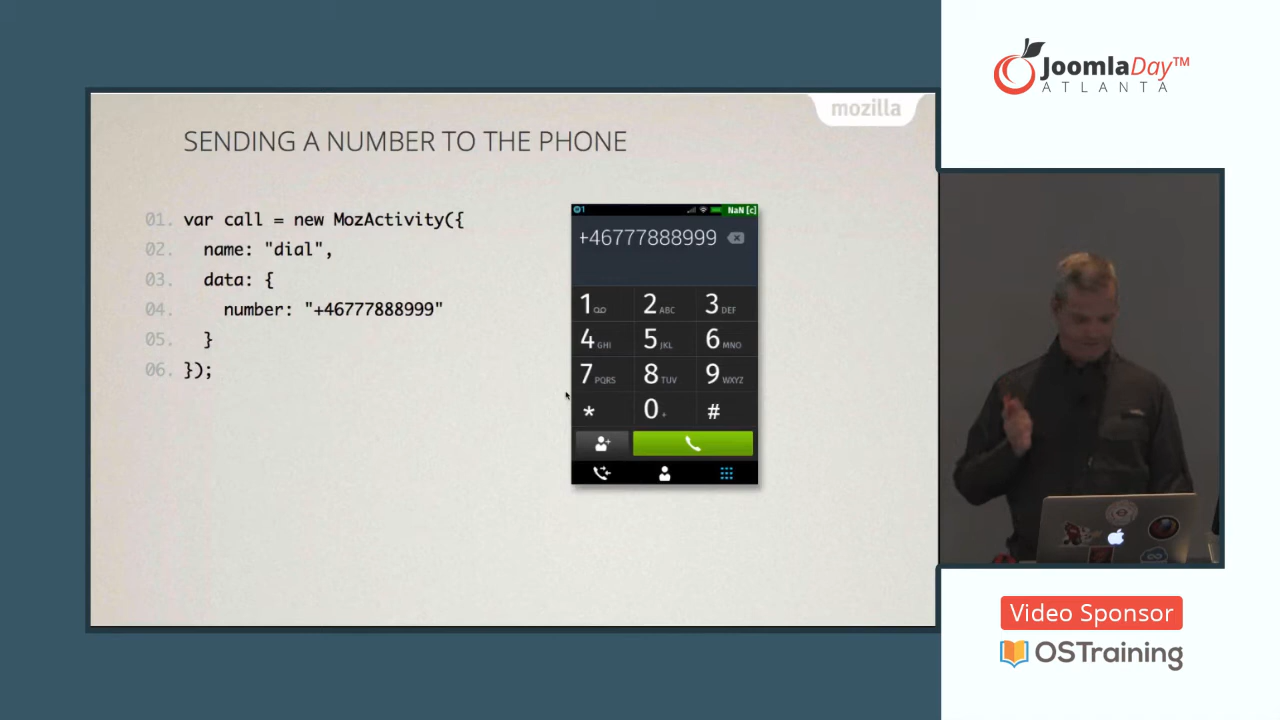 mozilla
SENDING A NUMBER TO THE PHONE
01. var call = new MozActivity({
02. name: "dial",
03. data: {
04. number: "+46777888999"
05. }
06. });
1 NaN [c]
+46777888999
1 2 ABC 3 DEF
4 GHI 5 JKL 6 MNO
7 PQRS 8 TUV 9 WXYZ
* 0 + #
JoomlaDay™
ATLANTA
Video Sponsor
OSTraining